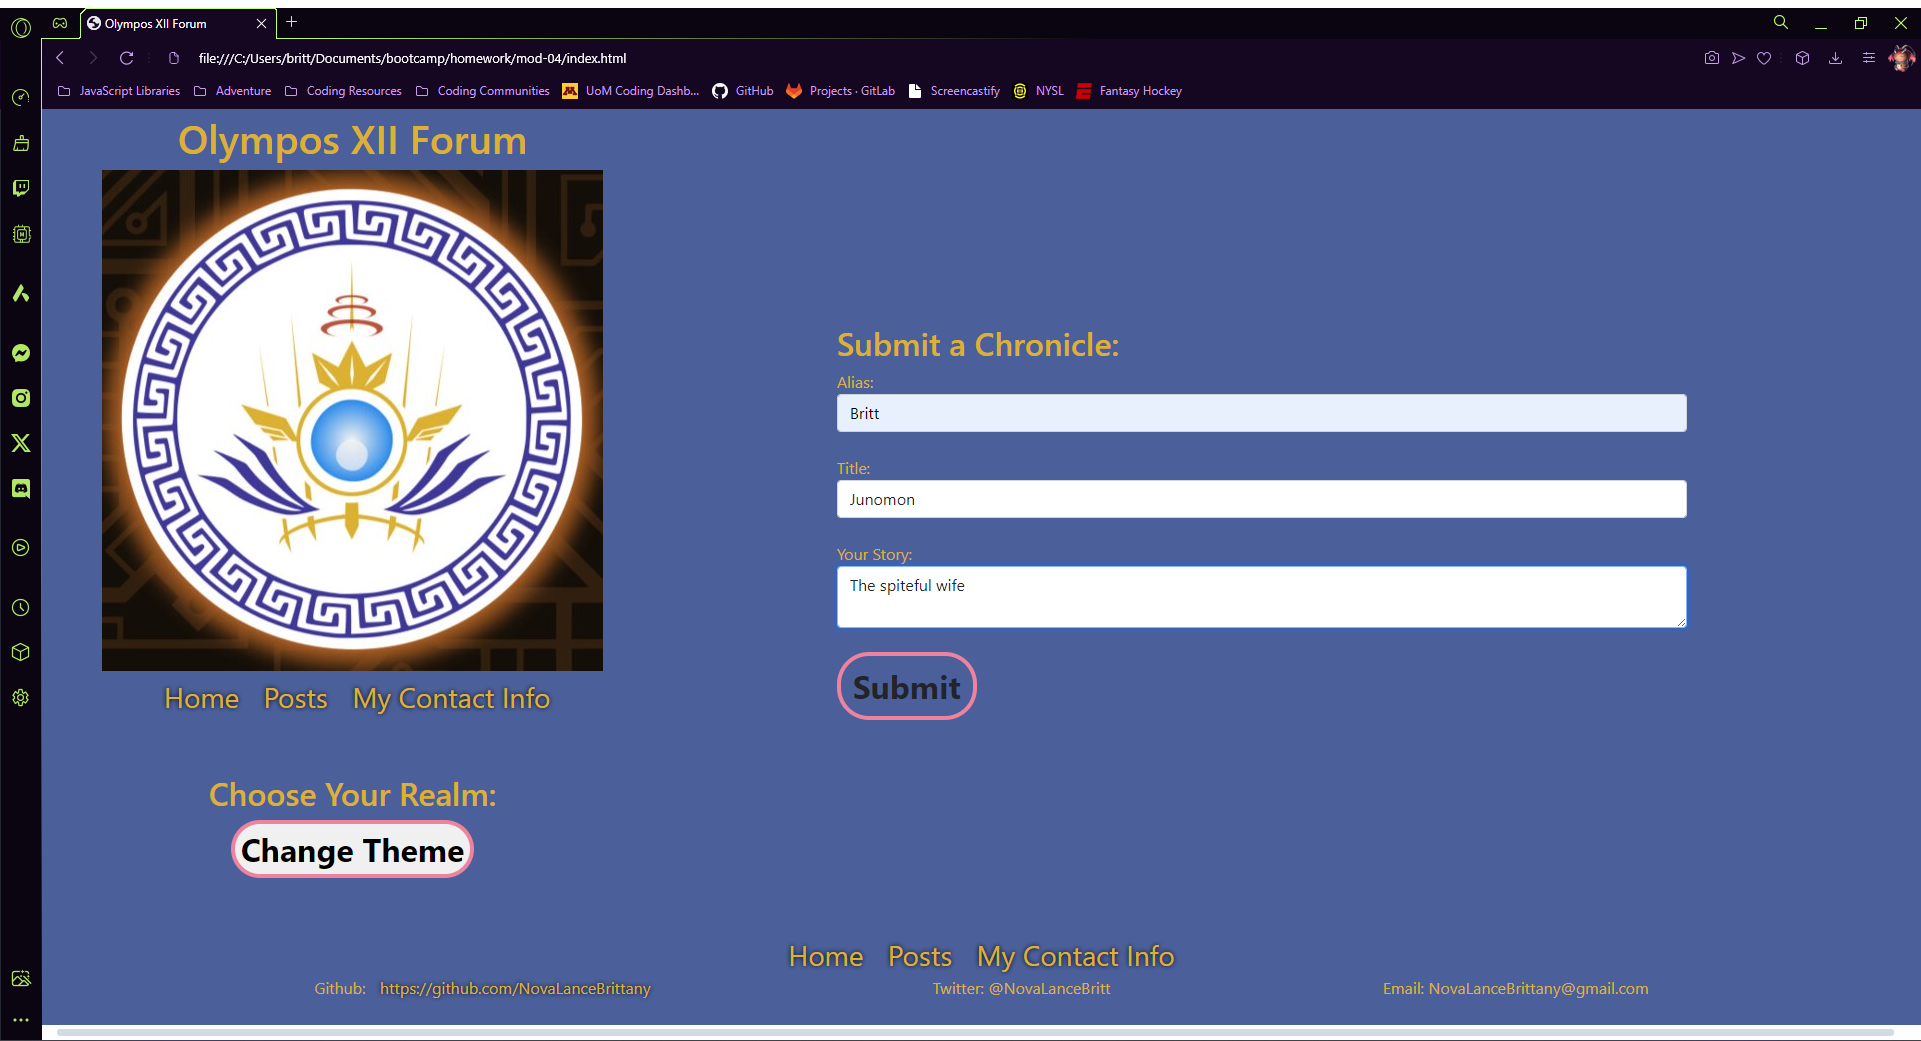 Olympos XII Forum
file:///C:/Users/britt/Documents/bootcamp/homework/mod-04/index.html
JavaScript Libraries Adventure Coding Resources Coding Communities UoM Coding Dashb... GitHub Projects · GitLab Screencastify NYSL Fantasy Hockey
Olympos XII Forum
Home Posts My Contact Info
Choose Your Realm:
Change Theme
Submit a Chronicle:
Alias:
Britt
Title:
Junomon
Your Story:
The spiteful wife
Submit
Home Posts My Contact Info
Github: https://github.com/NovaLanceBrittany Twitter: @NovaLanceBritt Email: NovaLanceBrittany@gmail.com